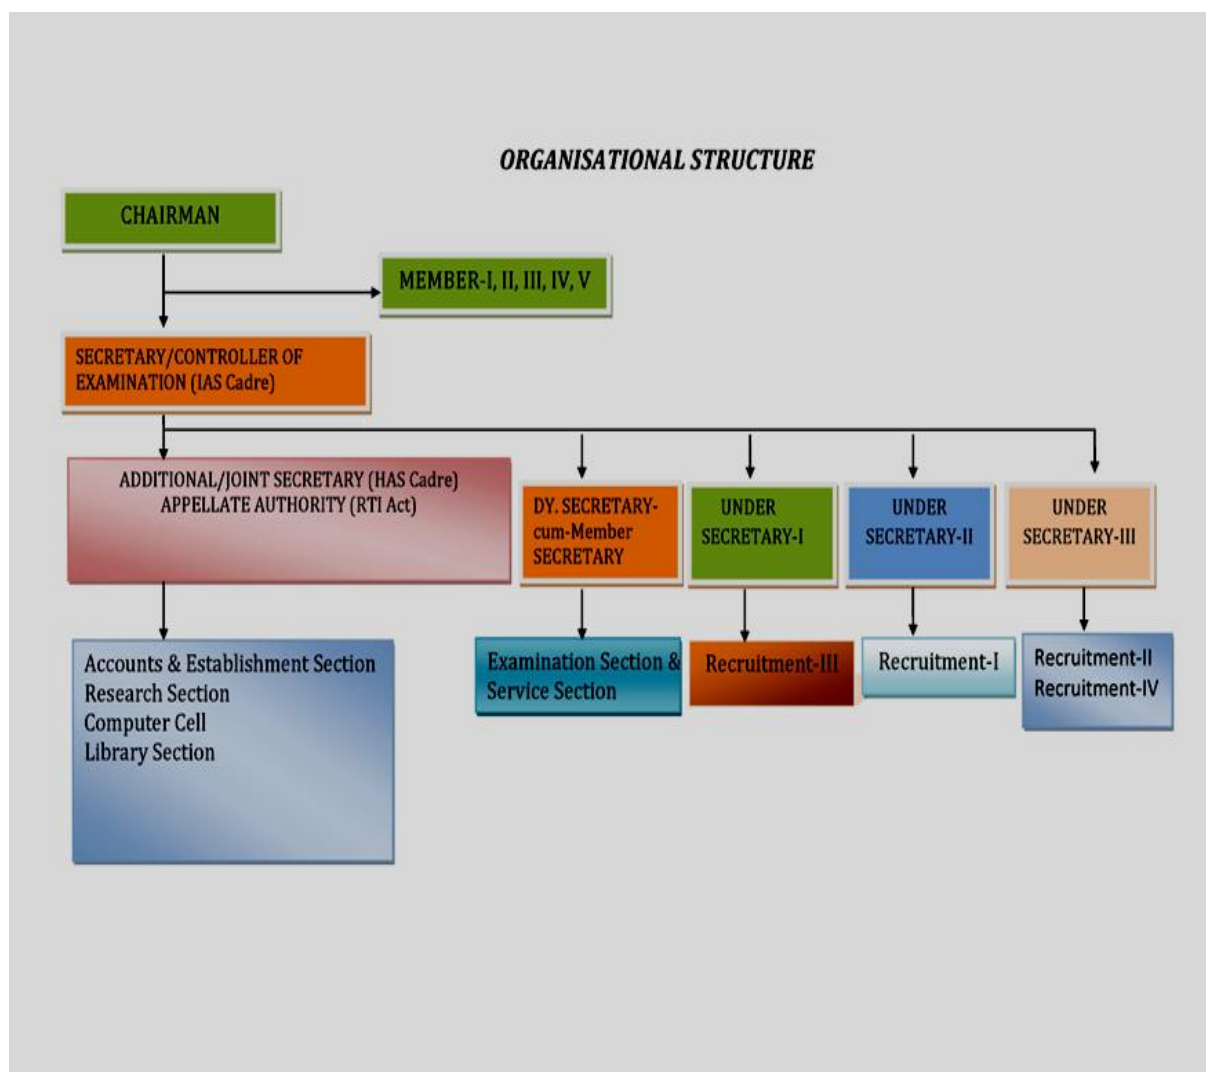 ORGANISATIONAL STRUCTURE
CHAIRMAN
MEMBER-I, II, III, IV, V
SECRETARY/CONTROLLER OF
EXAMINATION (IAS Cadre)
ADDITIONAL/JOINT SECRETARY (HAS Cadre)
APPELLATE AUTHORITY (RTI Act)
DY. SECRETARY-
cum-Member
SECRETARY
UNDER
SECRETARY-I
UNDER
SECRETARY-II
UNDER
SECRETARY-III
Accounts & Establishment Section
Research Section
Computer Cell
Library Section
Examination Section &
Service Section
Recruitment-III
Recruitment-I
Recruitment-II
Recruitment-IV